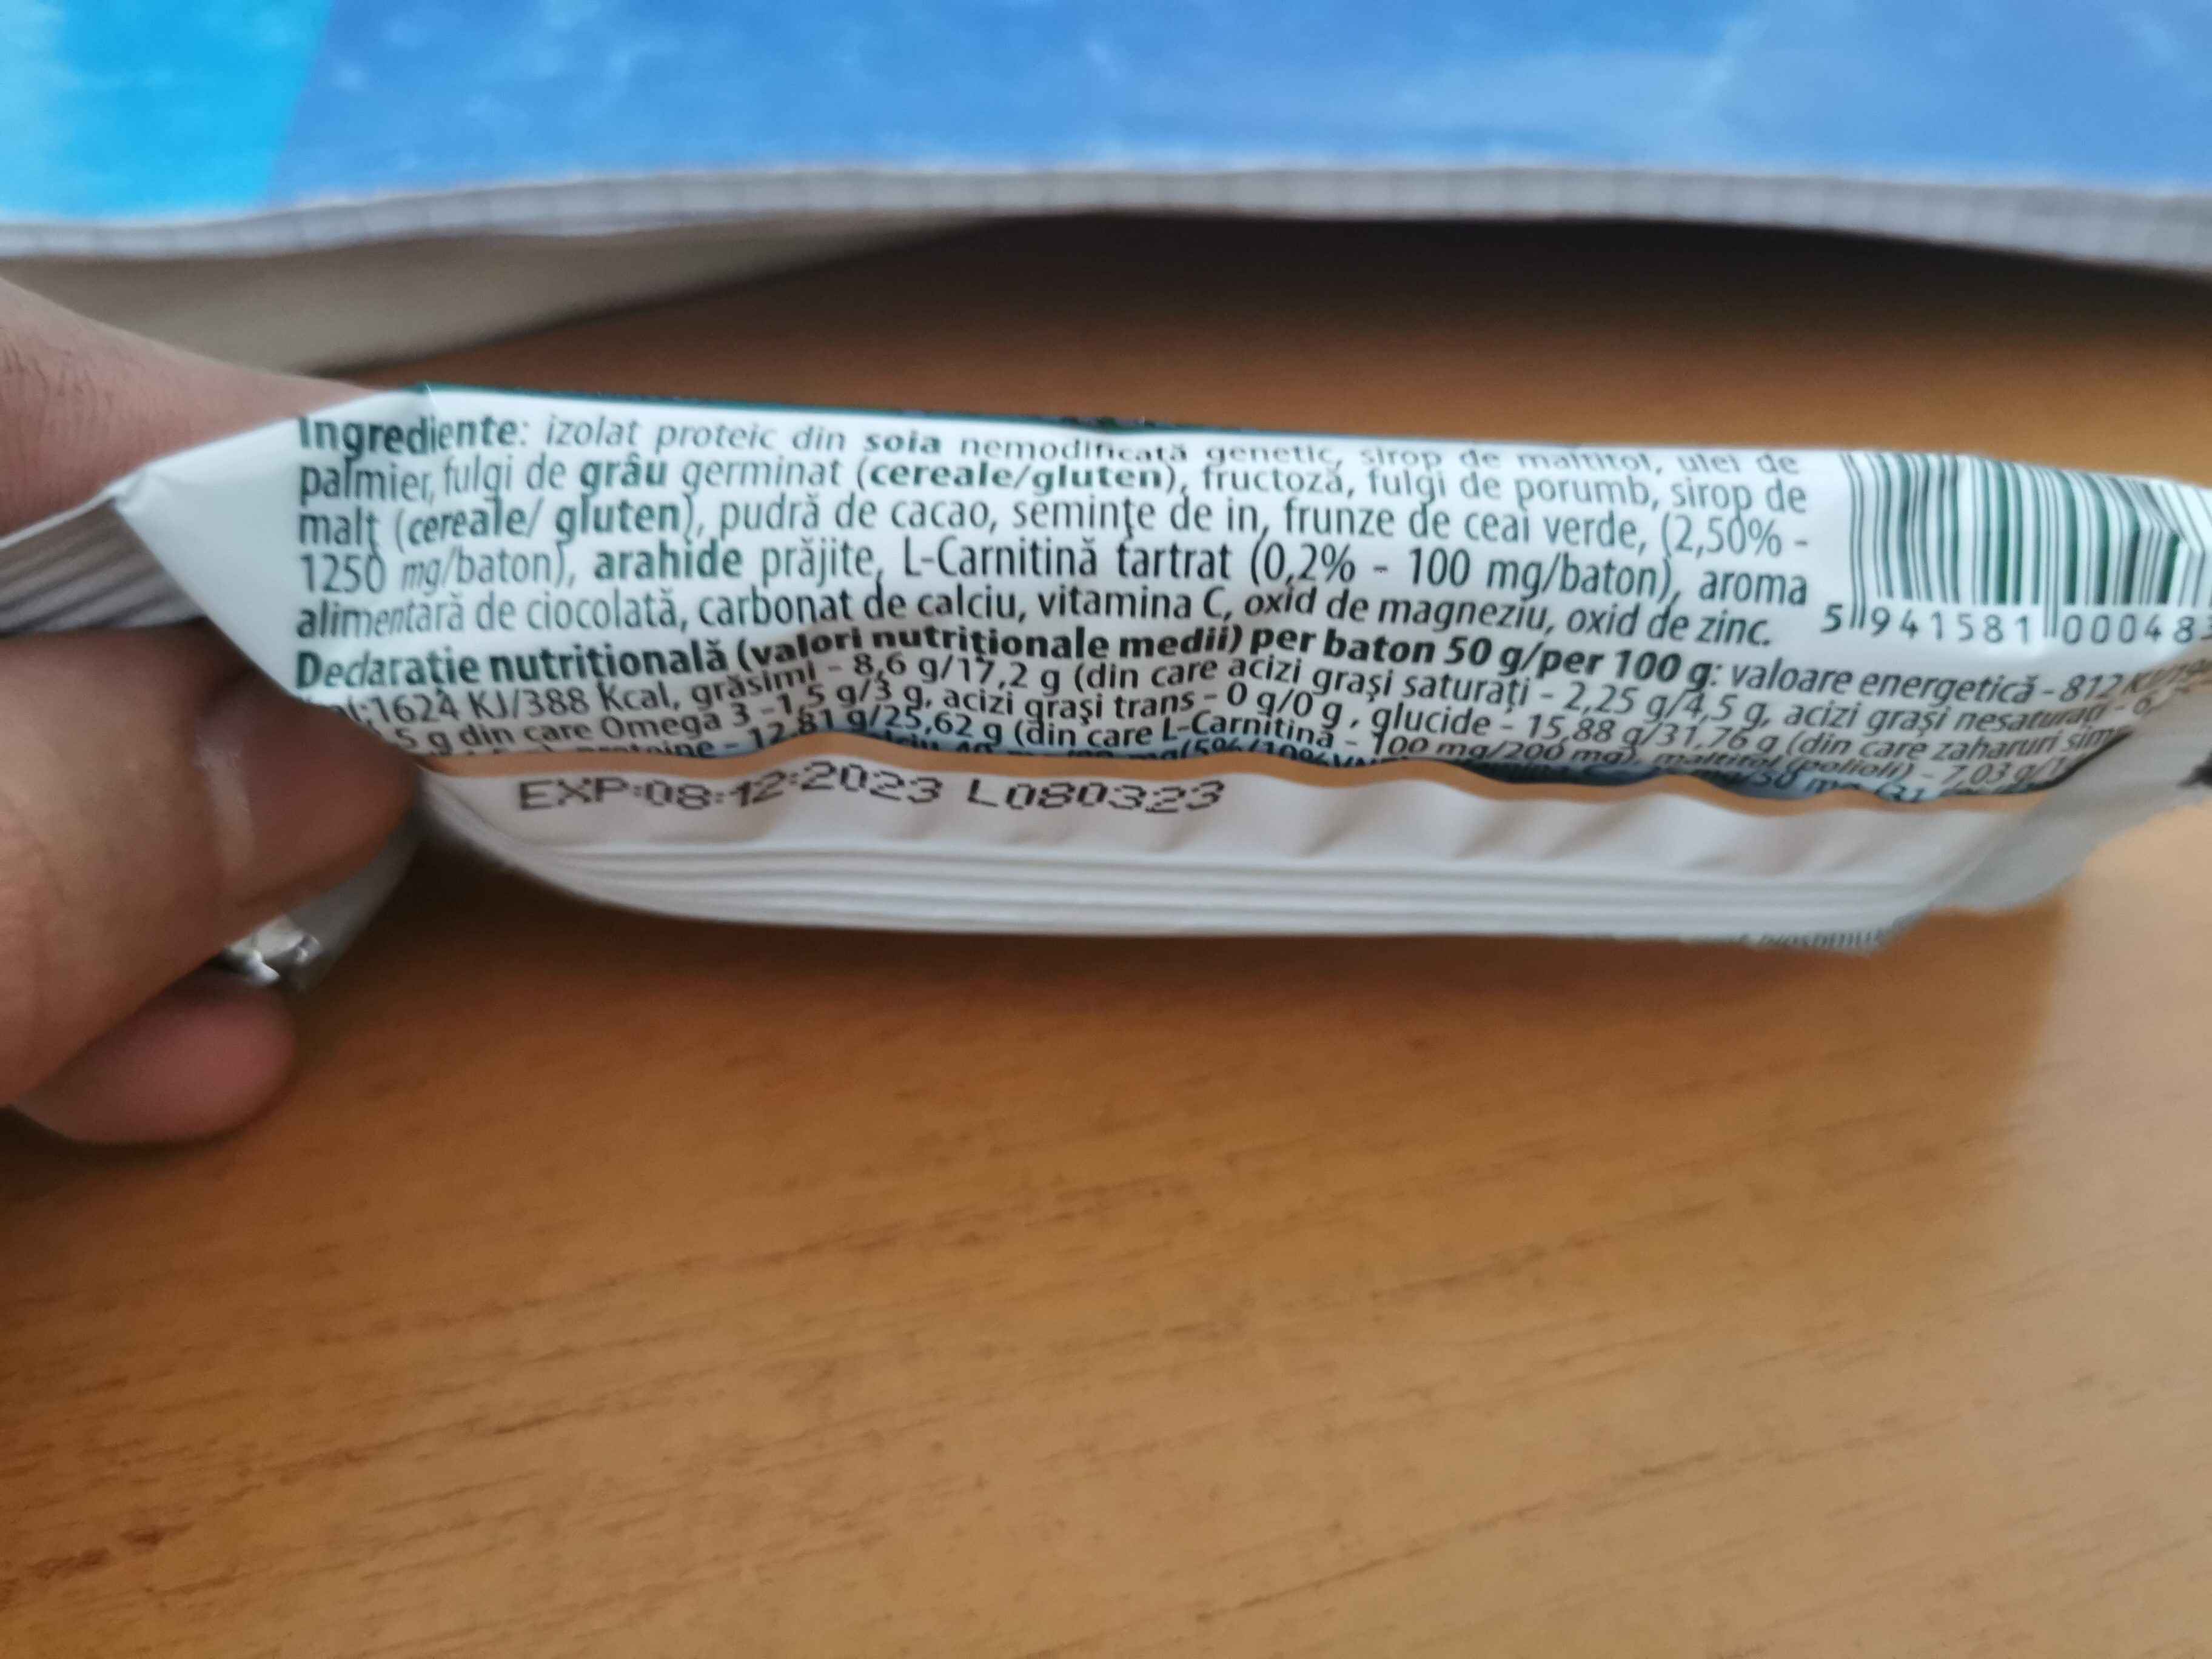 Ingrediente: izolat proteic din soia nemodificată genetic, sirop de maltitol, ulei de
palmier, fulgi de grâu germinat (cereale/gluten), fructoză, fulgi de porumb, sirop de
malț (cereale/ gluten), pudră de cacao, semințe de in, frunze de ceai verde, (2,50% -
1250 mg/baton), arahide prăjite, L-Carnitină tartrat (0,2% - 100 mg/baton), aroma
alimentară de ciocolată, carbonat de calciu, vitamina C, oxid de magneziu, oxid de zinc.
5 941581 00048
Declarație nutrițională (valori nutriționale medii) per baton 50 g/per 100 g: valoare energetică - 812
1624 KJ/388 Kcal, grăsimi - 8,6 g/17,2 g (din care acizi grași saturați - 2,25 g/4,5 g, acizi grași nesaturați -
5 g din care Omega 3 -1,5 g/3 g, acizi grași trans - 0 g/0 g, glucide - 15,88 g/31,76 g (din care zaharuri
- 12,81 g/25,62 g (din care L-Carnitină - 100 mg/200 mg), maltitol (polioli) - 7,03
EXP:08:12:2023 L080323